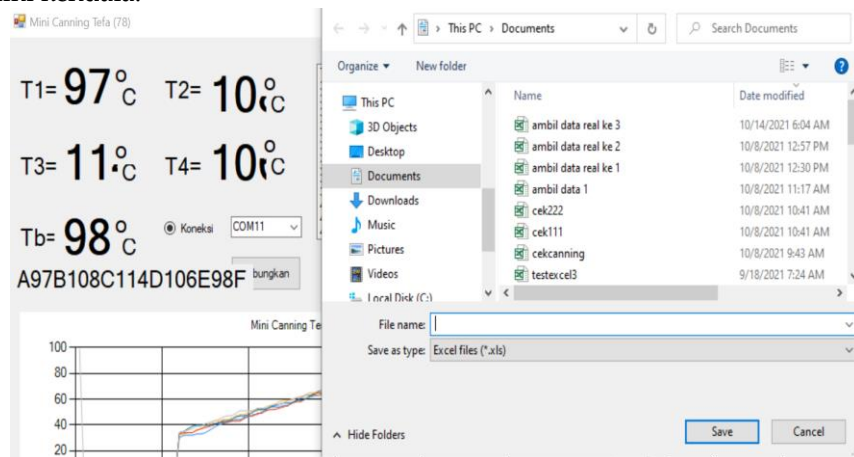 Mini Canning Tefa (78)
T1= 97°C T2= 10 °C
T3= 11 °C T4= 10 °C
Tb= 98°C Koneksi COM11
A97B108C114D106E98F bungkan
Mini Canning Te
100
80
60
40
20
This PC > Documents
Search Documents
Organize New folder
This PC
3D Objects
Desktop
Documents
Downloads
Music
Pictures
Videos
Local Disk (C:)
Name Date modified
ambil data real ke 3 10/14/2021 6:04 AM
ambil data real ke 2 10/8/2021 12:57 PM
ambil data real ke 1 10/8/2021 12:30 PM
ambil data 1 10/8/2021 11:17 AM
cek222 10/8/2021 10:41 AM
cek111 10/8/2021 10:41 AM
cekcanning 10/8/2021 9:43 AM
testexcel3 9/18/2021 7:24 AM
File name:
Save as type: Excel files (*.xls)
Hide Folders
Save Cancel